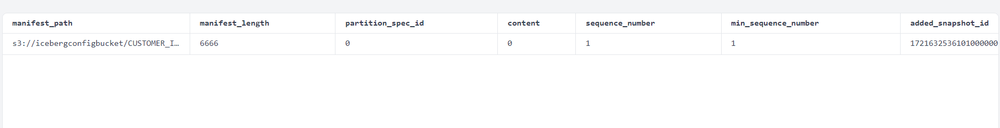 manifest_path manifest_length partition_spec_id content sequence_number min_sequence_number added_snapshot_id
s3://icebergconfigbucket/CUSTOMER_I… 6666 0 0 1 1 1721632536101000000